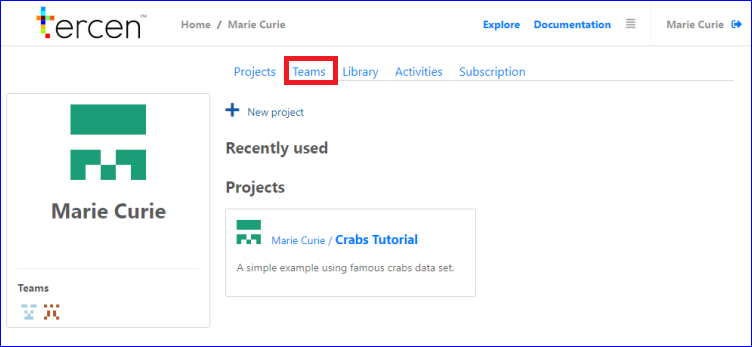 tercen™
Home / Marie Curie
Explore Documentation
Marie Curie
Projects Teams Library Activities Subscription
New project
Recently used
Projects
Marie Curie / Crabs Tutorial
A simple example using famous crabs data set.
Marie Curie
Teams